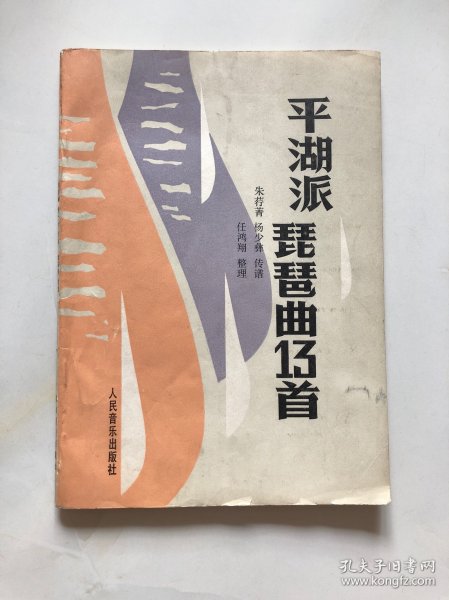 平湖派
琵琶曲13首
朱荇菁 杨少彝 传谱
任鸿翔 整理
人民音乐出版社
孔夫子旧书网
www.kongfz.com